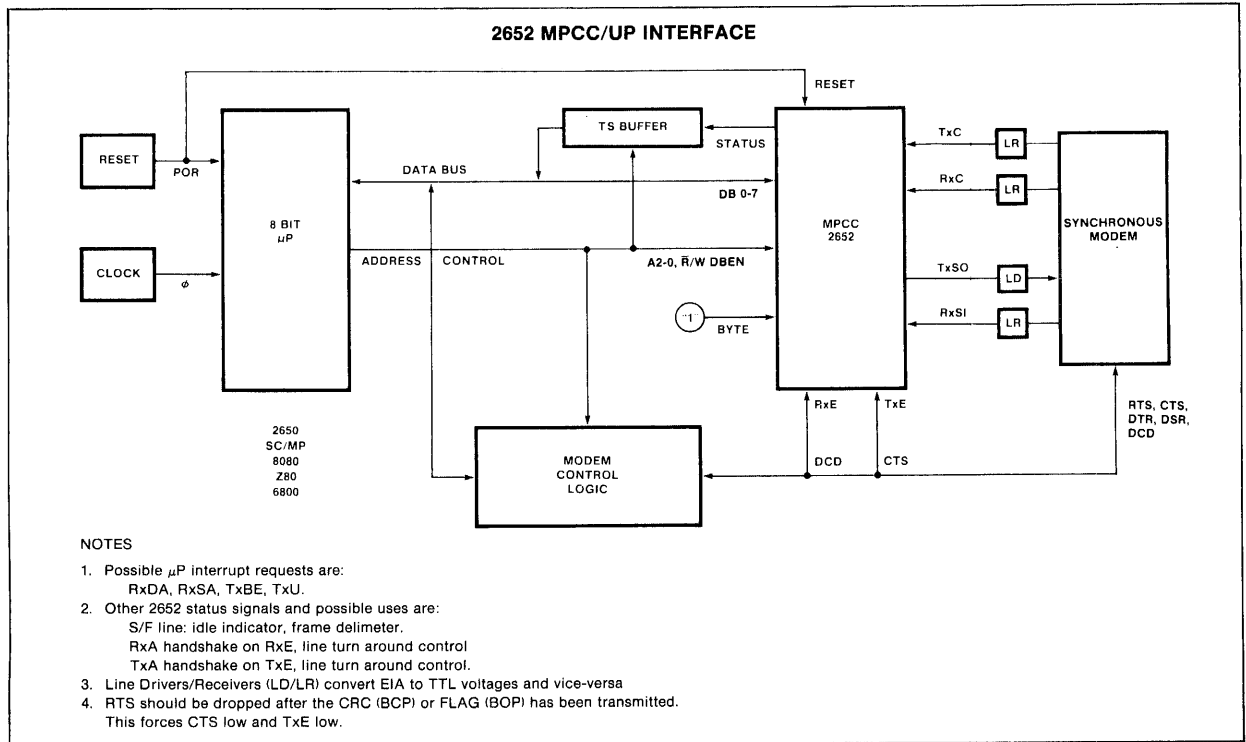 2652 MPCC/UP INTERFACE
RESET
TS BUFFER
STATUS
RESET
POR
DATA BUS
DB 0-7
8 BIT
μP
MPCC
2652
TxC
LR
RxC
LR
SYNCHRONOUS
MODEM
CLOCK
ϕ
ADDRESS CONTROL
A2-0, R̅/W DBEN
TxSO
LD
"1"
BYTE
RxSI
LR
RxE
TxE
RTS, CTS,
DTR, DSR,
DCD
2650
SC/MP
8080
Z80
6800
MODEM
CONTROL
LOGIC
DCD
CTS
NOTES
1. Possible μP interrupt requests are:
RxDA, RxSA, TxBE, TxU.
2. Other 2652 status signals and possible uses are:
S/F line: idle indicator, frame delimeter.
RxA handshake on RxE, line turn around control
TxA handshake on TxE, line turn around control.
3. Line Drivers/Receivers (LD/LR) convert EIA to TTL voltages and vice-versa
4. RTS should be dropped after the CRC (BCP) or FLAG (BOP) has been transmitted.
This forces CTS low and TxE low.